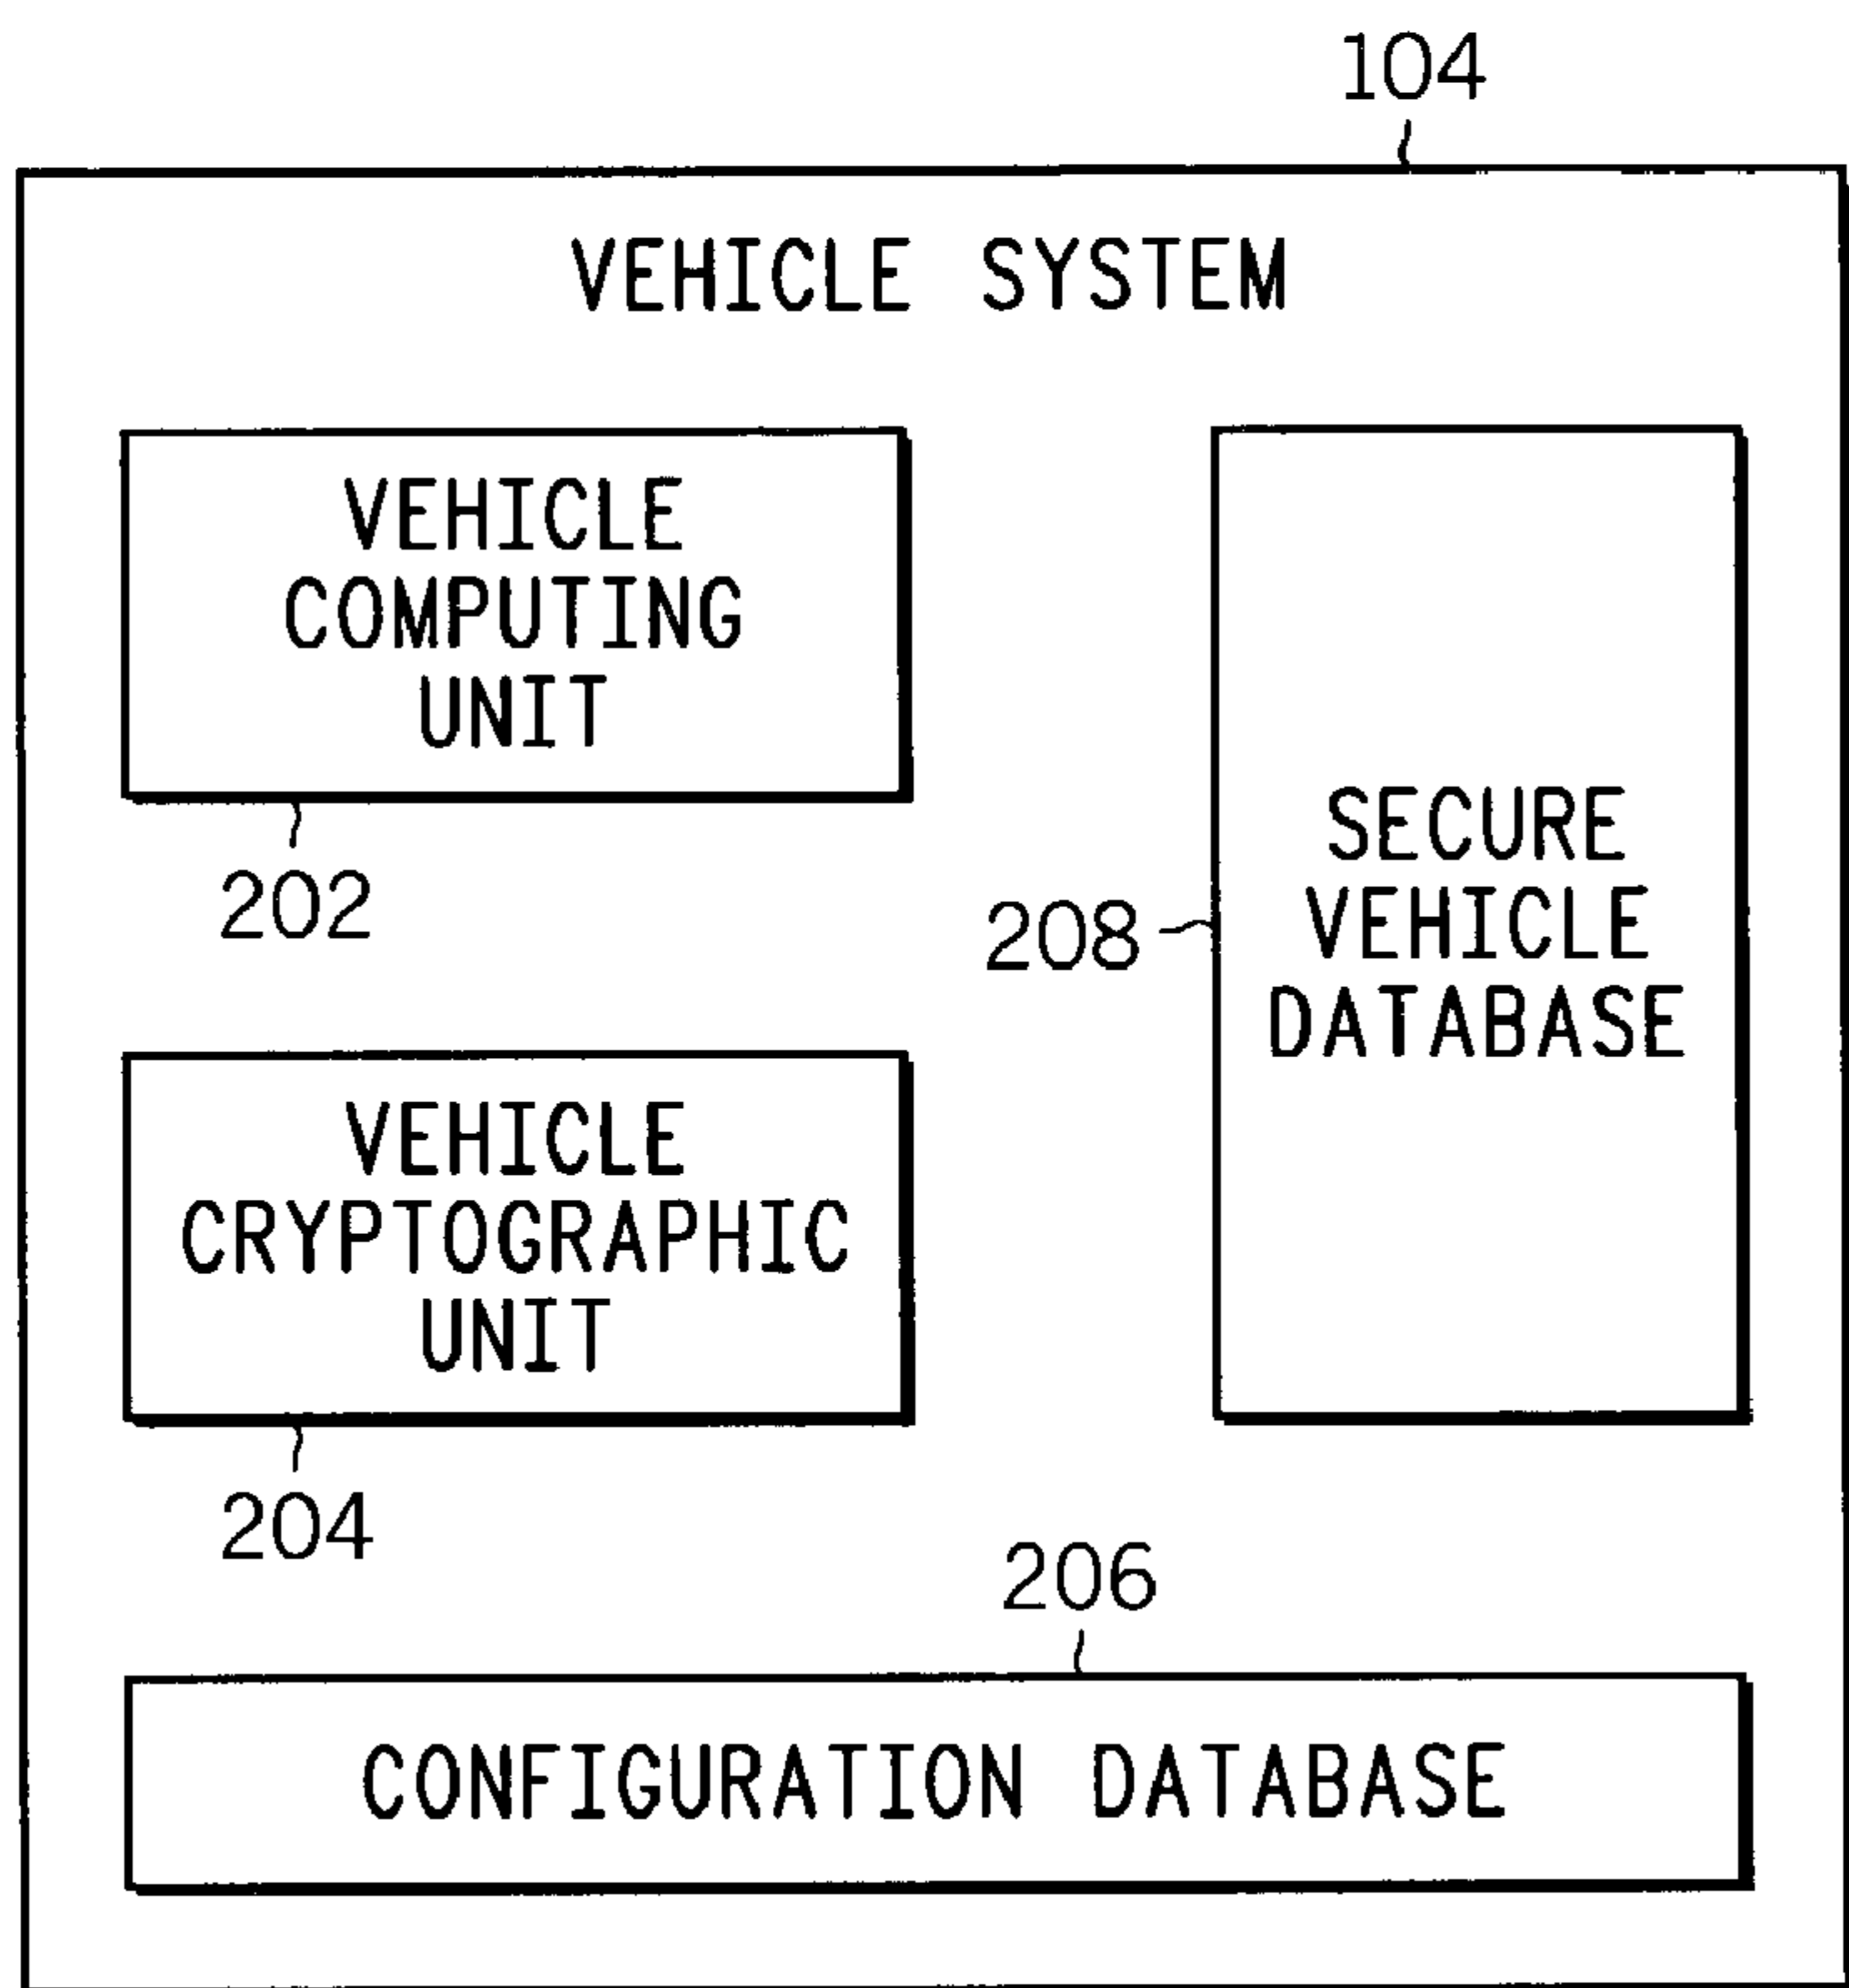 104
VEHICLE SYSTEM
VEHICLE
COMPUTING
UNIT
202
SECURE
VEHICLE
DATABASE
208
VEHICLE
CRYPTOGRAPHIC
UNIT
204
206
CONFIGURATION DATABASE